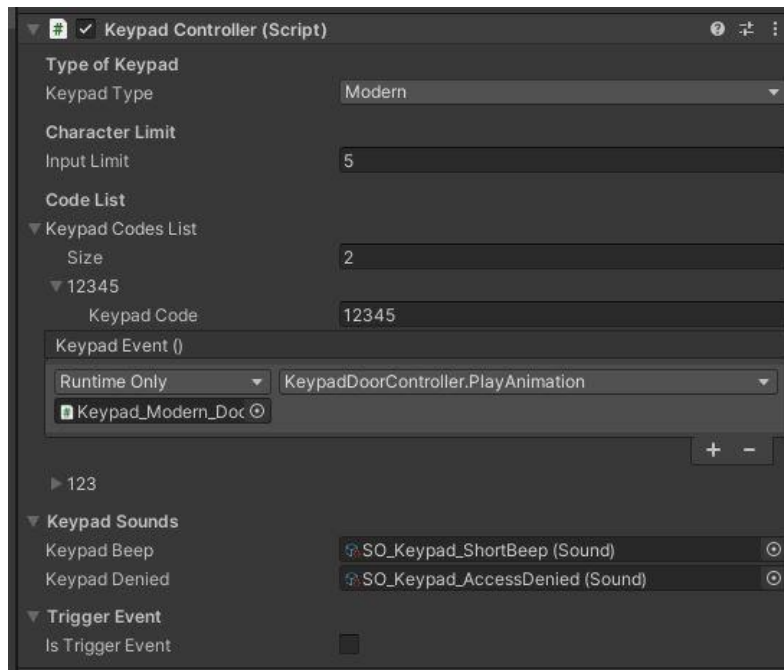 # Keypad Controller (Script)
Type of Keypad
Keypad Type Modern
Character Limit
Input Limit 5
Code List
Keypad Codes List
Size 2
12345
Keypad Code 12345
Keypad Event ()
Runtime Only KeypadDoorController.PlayAnimation
Keypad_Modern_Doc
+ −
123
Keypad Sounds
Keypad Beep SO_Keypad_ShortBeep (Sound)
Keypad Denied SO_Keypad_AccessDenied (Sound)
Trigger Event
Is Trigger Event